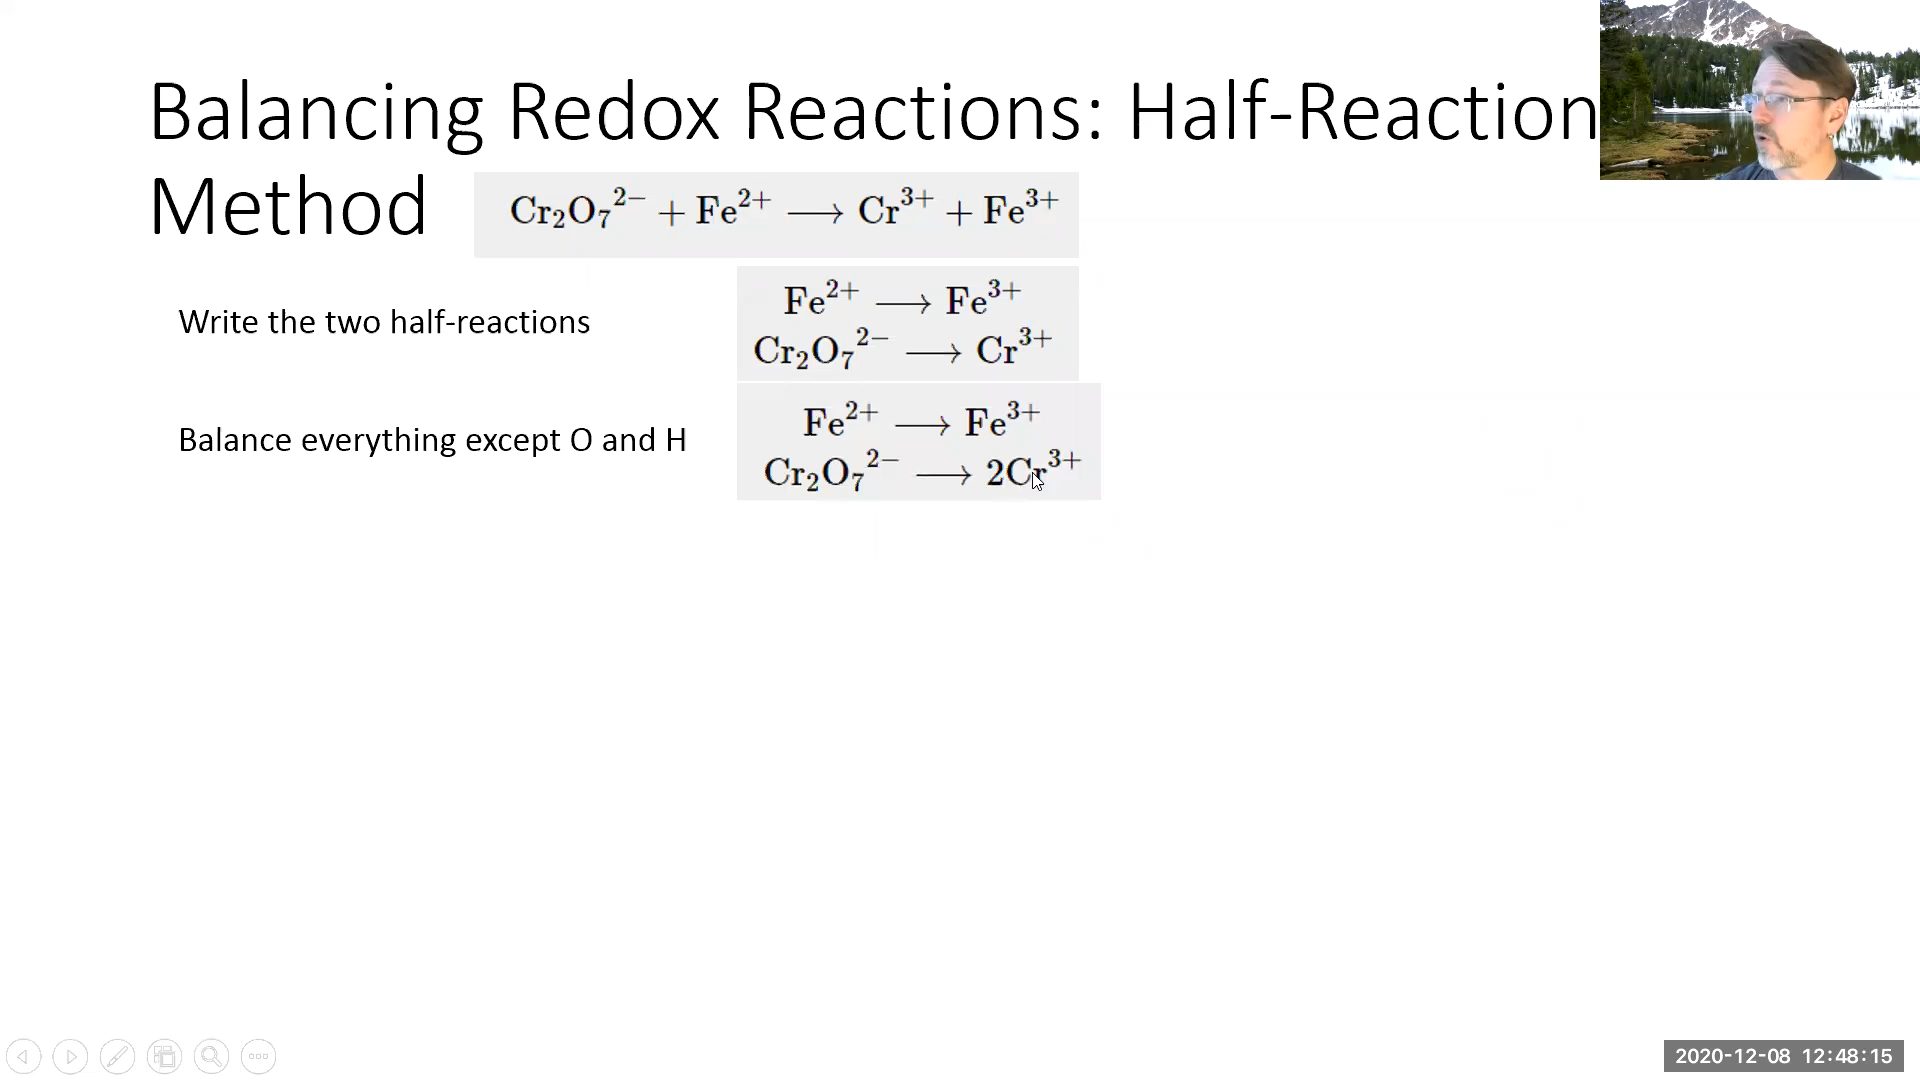 Balancing Redox Reactions: Half-Reaction
Method
Cr₂O₇²⁻ + Fe²⁺ ⟶ Cr³⁺ + Fe³⁺
Write the two half-reactions
Fe²⁺ ⟶ Fe³⁺
Cr₂O₇²⁻ ⟶ Cr³⁺
Balance everything except O and H
Fe²⁺ ⟶ Fe³⁺
Cr₂O₇²⁻ ⟶ 2Cr³⁺
2020-12-08 12:48:15